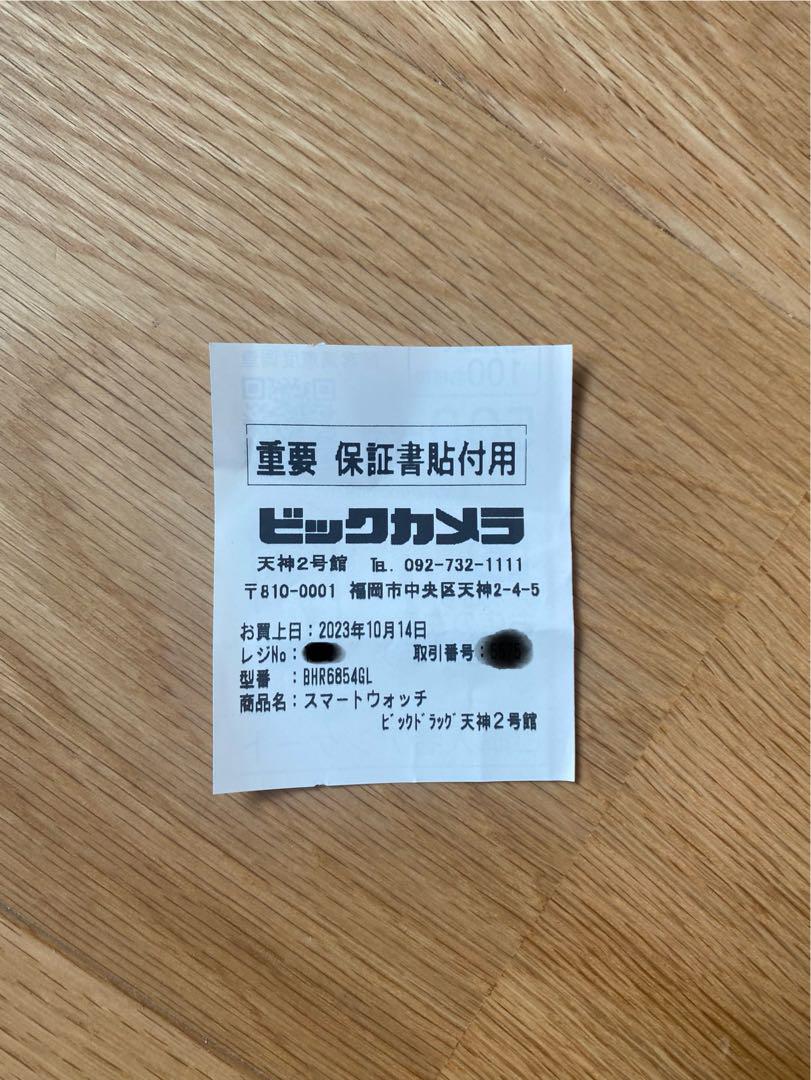 重要 保証書貼付用
ビックカメラ
天神2号館 ℡. 092-732-1111
〒810-0001 福岡市中央区天神2-4-5
お買上日:2023年10月14日
レジNo: 取引番号:
型番 :BHR6854GL
商品名:スマートウォッチ
ビックドラッグ天神2号館